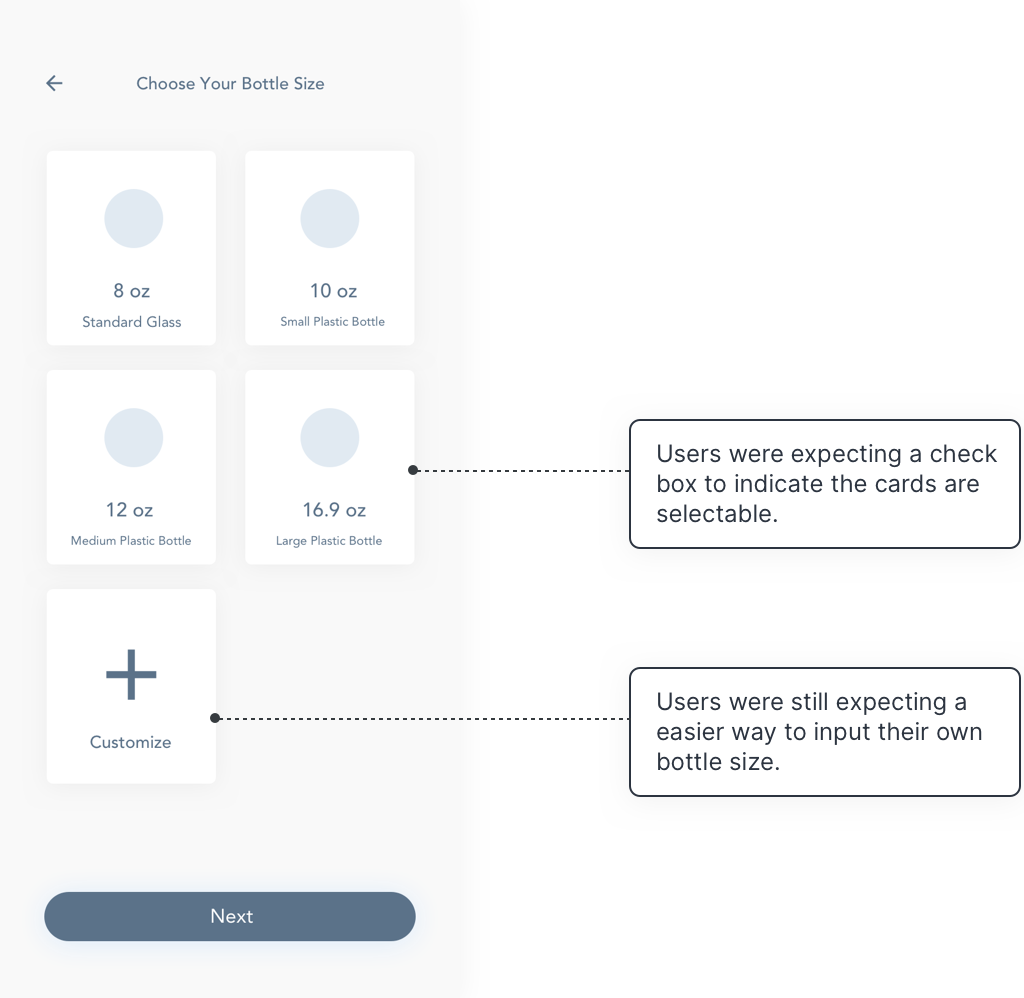 Choose Your Bottle Size
8 oz
Standard Glass
10 oz
Small Plastic Bottle
12 oz
Medium Plastic Bottle
16.9 oz
Large Plastic Bottle
Users were expecting a check
box to indicate the cards are
selectable.
Customize
Users were still expecting a
easier way to input their own
bottle size.
Next